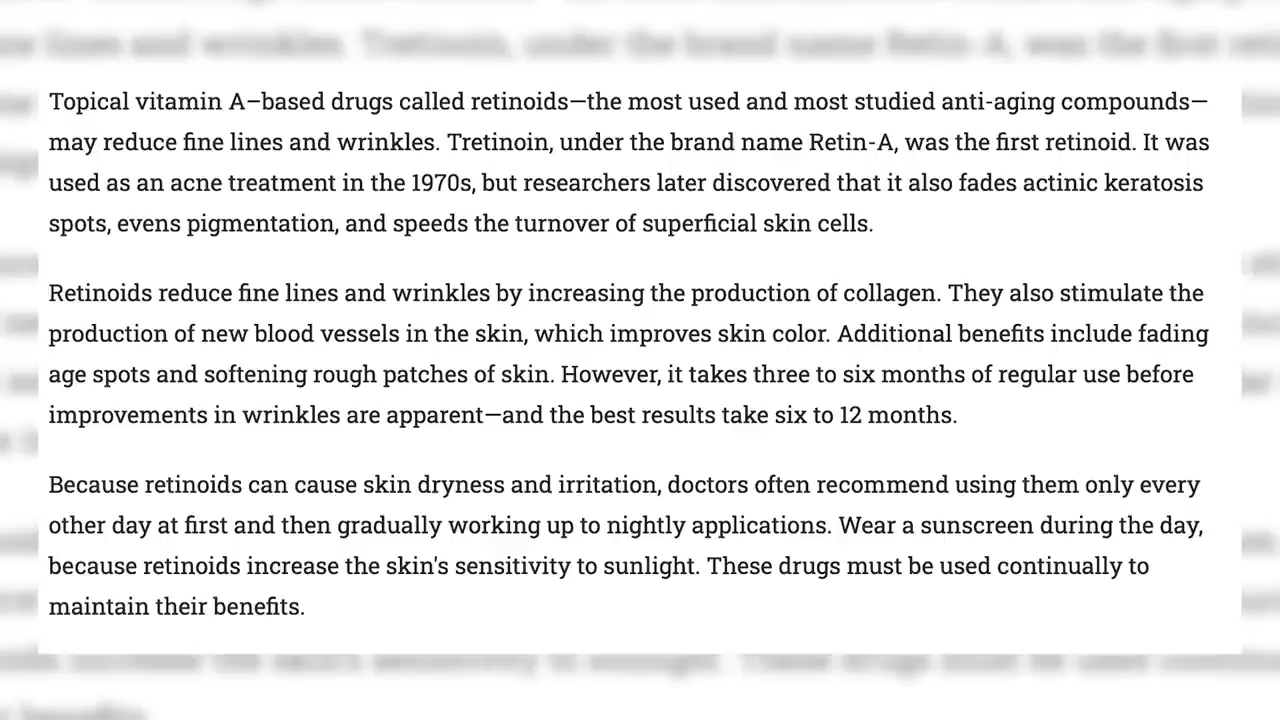 Topical vitamin A–based drugs called retinoids—the most used and most studied anti-aging compounds—
may reduce fine lines and wrinkles. Tretinoin, under the brand name Retin-A, was the first retinoid. It was
used as an acne treatment in the 1970s, but researchers later discovered that it also fades actinic keratosis
spots, evens pigmentation, and speeds the turnover of superficial skin cells.
Retinoids reduce fine lines and wrinkles by increasing the production of collagen. They also stimulate the
production of new blood vessels in the skin, which improves skin color. Additional benefits include fading
age spots and softening rough patches of skin. However, it takes three to six months of regular use before
improvements in wrinkles are apparent—and the best results take six to 12 months.
Because retinoids can cause skin dryness and irritation, doctors often recommend using them only every
other day at first and then gradually working up to nightly applications. Wear a sunscreen during the day,
because retinoids increase the skin's sensitivity to sunlight. These drugs must be used continually to
maintain their benefits.